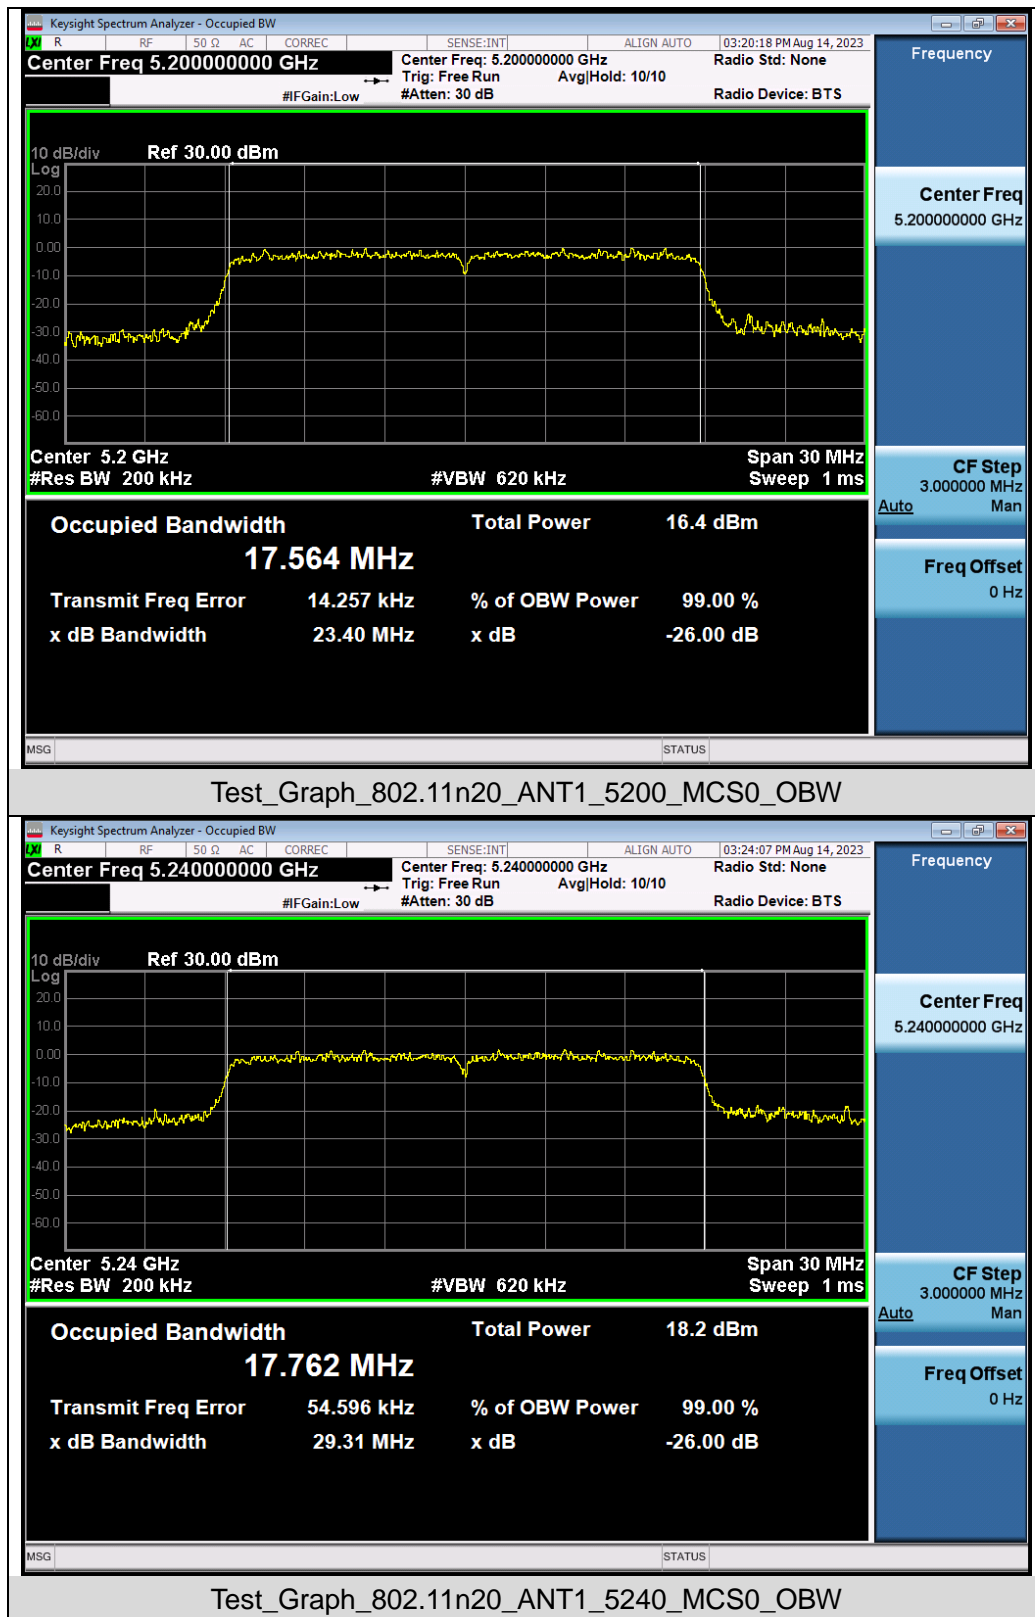 Keysight Spectrum Analyzer - Occupied BW
LXI R RF 50 Ω AC CORREC SENSE:INT ALIGN AUTO 03:20:18 PM Aug 14, 2023
Center Freq 5.200000000 GHz
Center Freq: 5.200000000 GHz
Radio Std: None
Trig: Free Run Avg|Hold: 10/10
#IFGain:Low
#Atten: 30 dB
Radio Device: BTS
Frequency
10 dB/div Ref 30.00 dBm
Log
20.0
10.0
0.00
-10.0
-20.0
-30.0
-40.0
-50.0
-60.0
Center Freq
5.200000000 GHz
Center 5.2 GHz Span 30 MHz
#Res BW 200 kHz #VBW 620 kHz Sweep 1 ms
CF Step
3.000000 MHz
Auto Man
Occupied Bandwidth Total Power 16.4 dBm
17.564 MHz
Transmit Freq Error 14.257 kHz % of OBW Power 99.00 %
x dB Bandwidth 23.40 MHz x dB -26.00 dB
Freq Offset
0 Hz
MSG STATUS
Test_Graph_802.11n20_ANT1_5200_MCS0_OBW
Keysight Spectrum Analyzer - Occupied BW
LXI R RF 50 Ω AC CORREC SENSE:INT ALIGN AUTO 03:24:07 PM Aug 14, 2023
Center Freq 5.240000000 GHz
Center Freq: 5.240000000 GHz
Radio Std: None
Trig: Free Run Avg|Hold: 10/10
#IFGain:Low
#Atten: 30 dB
Radio Device: BTS
Frequency
10 dB/div Ref 30.00 dBm
Log
20.0
10.0
0.00
-10.0
-20.0
-30.0
-40.0
-50.0
-60.0
Center Freq
5.240000000 GHz
Center 5.24 GHz Span 30 MHz
#Res BW 200 kHz #VBW 620 kHz Sweep 1 ms
CF Step
3.000000 MHz
Auto Man
Occupied Bandwidth Total Power 18.2 dBm
17.762 MHz
Transmit Freq Error 54.596 kHz % of OBW Power 99.00 %
x dB Bandwidth 29.31 MHz x dB -26.00 dB
Freq Offset
0 Hz
MSG STATUS
Test_Graph_802.11n20_ANT1_5240_MCS0_OBW